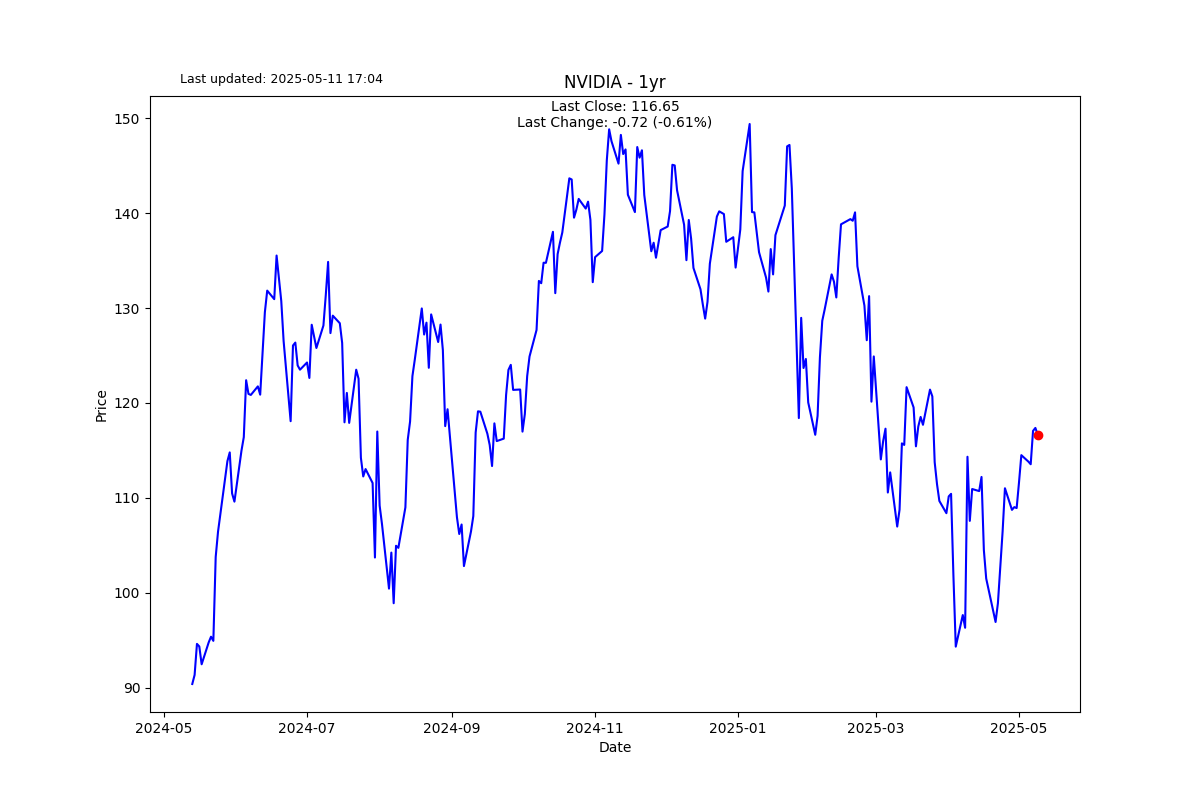 Last updated: 2025-05-11 17:04
NVIDIA - 1yr
Last Close: 116.65
Last Change: -0.72 (-0.61%)
150
140
130
120
110
100
90
Price
2024-05
2024-07
2024-09
2024-11
2025-01
2025-03
2025-05
Date